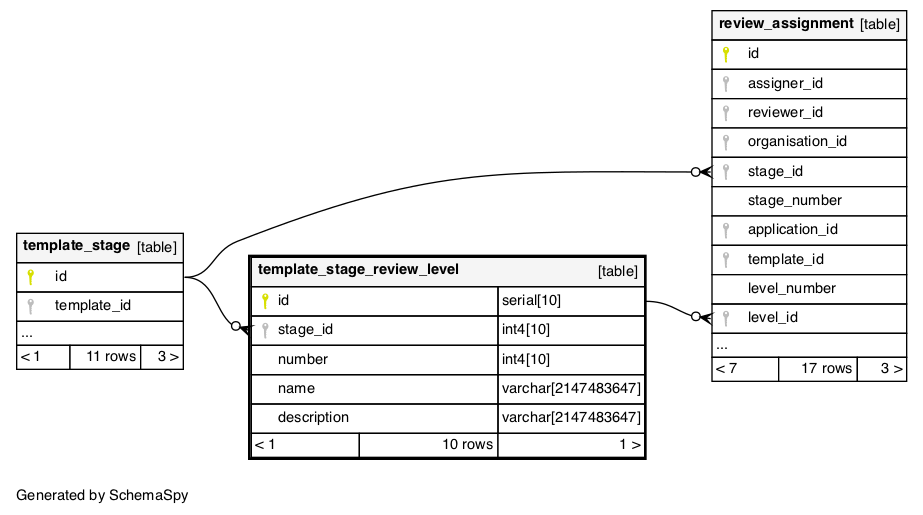 review_assignment [table]
id
assigner_id
reviewer_id
organisation_id
stage_id
stage_number
application_id
template_id
level_number
level_id
...
< 7 17 rows 3 >
template_stage [table]
id
template_id
...
< 1 11 rows 3 >
template_stage_review_level [table]
id serial[10]
stage_id int4[10]
number int4[10]
name varchar[2147483647]
description varchar[2147483647]
< 1 10 rows 1 >
Generated by SchemaSpy